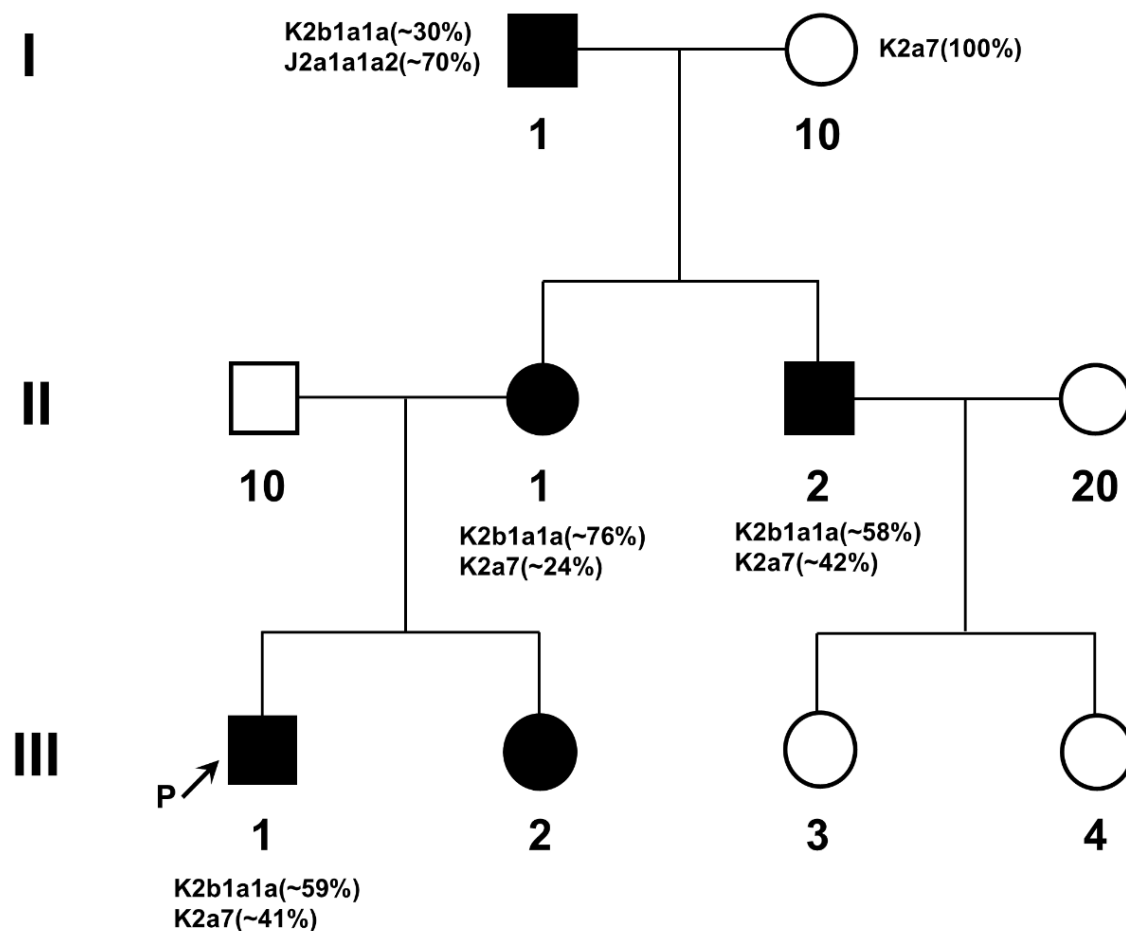 I
K2b1a1a(~30%)
J2a1a1a2(~70%)
K2a7(100%)
1
10
II
10
1
2
20
K2b1a1a(~76%)
K2a7(~24%)
K2b1a1a(~58%)
K2a7(~42%)
III
P
1
2
3
4
K2b1a1a(~59%)
K2a7(~41%)